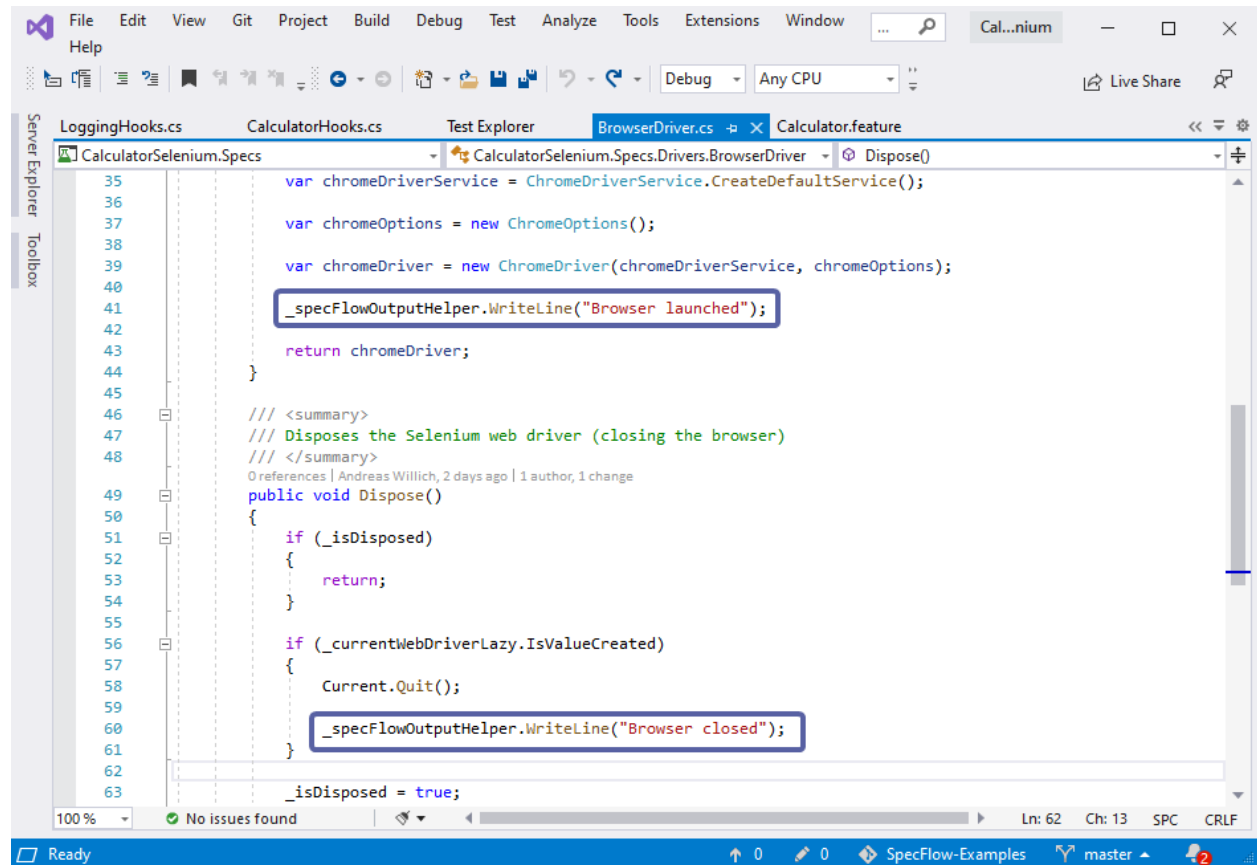 File Edit View Git Project Build Debug Test Analyze Tools Extensions Window ... Cal...nium
Help
Debug Any CPU Live Share
Server Explorer
Toolbox
LoggingHooks.cs CalculatorHooks.cs Test Explorer BrowserDriver.cs Calculator.feature
CalculatorSelenium.Specs CalculatorSelenium.Specs.Drivers.BrowserDriver Dispose()
35 var chromeDriverService = ChromeDriverService.CreateDefaultService();
36
37 var chromeOptions = new ChromeOptions();
38
39 var chromeDriver = new ChromeDriver(chromeDriverService, chromeOptions);
40
41 _specFlowOutputHelper.WriteLine("Browser launched");
42
43 return chromeDriver;
44 }
45
46 /// <summary>
47 /// Disposes the Selenium web driver (closing the browser)
48 /// </summary>
0 references | Andreas Willich, 2 days ago | 1 author, 1 change
49 public void Dispose()
50 {
51 if (_isDisposed)
52 {
53 return;
54 }
55
56 if (_currentWebDriverLazy.IsValueCreated)
57 {
58 Current.Quit();
59
60 _specFlowOutputHelper.WriteLine("Browser closed");
61 }
62
63 _isDisposed = true;
100 % No issues found Ln: 62 Ch: 13 SPC CRLF
Ready 0 0 SpecFlow-Examples master 2